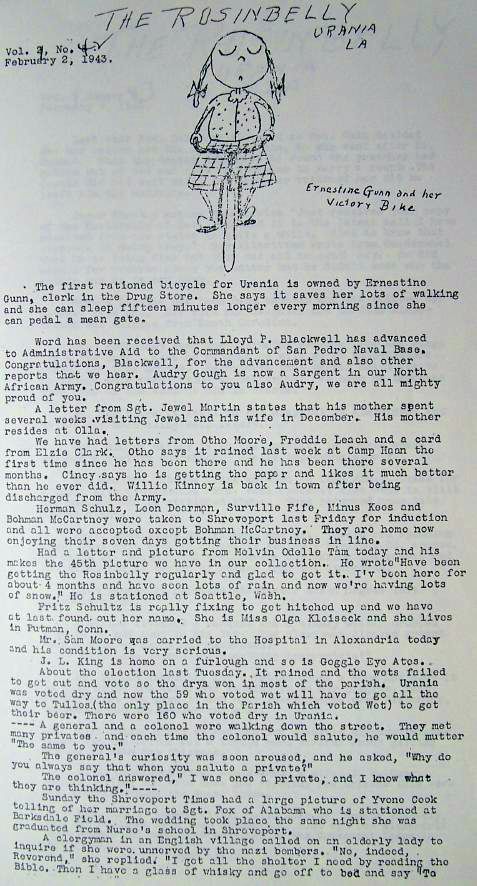 THE ROSINBELLY
URANIA
LA
Vol. 2, No. 4.
February 2, 1943.
Ernestine Gunn and her
Victory Bike
The first rationed bicycle for Urania is owned by Ernestine
Gunn, clerk in the Drug Store. She says it saves her lots of walking
and she can sleep fifteen minutes longer every morning since she
can pedal a mean gate.
Word has been received that Lloyd P. Blackwell has advanced
to Administrative Aid to the Commandant of San Pedro Naval Base.
Congratulations, Blackwell, for the advancement and also other
reports that we hear. Audry Gough is now a Sargent in our North
African Army. Congratulations to you also Audry, we are all mighty
proud of you.
A letter from Sgt. Jewel Martin states that his mother spent
several weeks visiting Jewel and his wife in December. His mother
resides at Olla.
We have had letters from Otho Moore, Freddie Leach and a card
from Elzie Clark. Otho says it rained last week at Camp Haan the
first time since he has been there and he has been there several
months. Cincy says he is getting the paper and likes it much better
than he ever did. Willie Kinney is back in town after being
discharged from the Army.
Herman Schulz, Leon Dearman, Surville Fife, Minus Keos and
Bohman McCartney were taken to Shreveport last Friday for induction
and all were accepted except Bohman McCartney. They are home now
enjoying their seven days getting their business in line.
Had a letter and picture from Melvin Odelle Tam today and his
makes the 45th picture we have in our collection. He wrote"Have been
getting the Rosinbelly regularly and glad to get it. I'v been here for
about 4 months and have seen lots of rain and now we're having lots
of snow." He is stationed at Seattle, Wash.
Fritz Schultz is really fixing to get hitched up and we have
at last found out her name. She is Miss Olga Kloiseck and she lives
in Putman, Conn.
Mr. Sam Moore was carried to the Hospital in Alexandria today
and his condition is very serious.
J. L. King is home on a furlough and so is Goggle Eye Ates.
About the election last Tuesday. It rained and the wets failed
to get out and vote so the drys won in most of the parish. Urania
was voted dry and now the 59 who voted wet will have to go all the
way to Tullos(the only place in the Parish which voted Wet) to get
their beer. There were 160 who voted dry in Urania.
---- A general and a colonel were walking down the street. They met
many privates and each time the colonel would salute, he would mutter
"The same to you."
The general's curiosity was soon aroused, and he asked, "Why do
you always say that when you salute a private?"
The colonel answered," I was once a private, and I know what
they are thinking."----
Sunday the Shreveport Times had a large picture of Yvone Cook
telling of her marriage to Sgt. Fox of Alabama who is stationed at
Barksdale Field. The wedding took place the same night she was
graduated from Nurse's school in Shreveport.
A clergyman in an English village called on an elderly lady to
inquire if she were unnerved by the nazi bombers. "No, indeed,
Reverend," she replied. "I get all the shelter I need by reading the
Bible. Then I have a glass of whisky and go off to bed and say "To